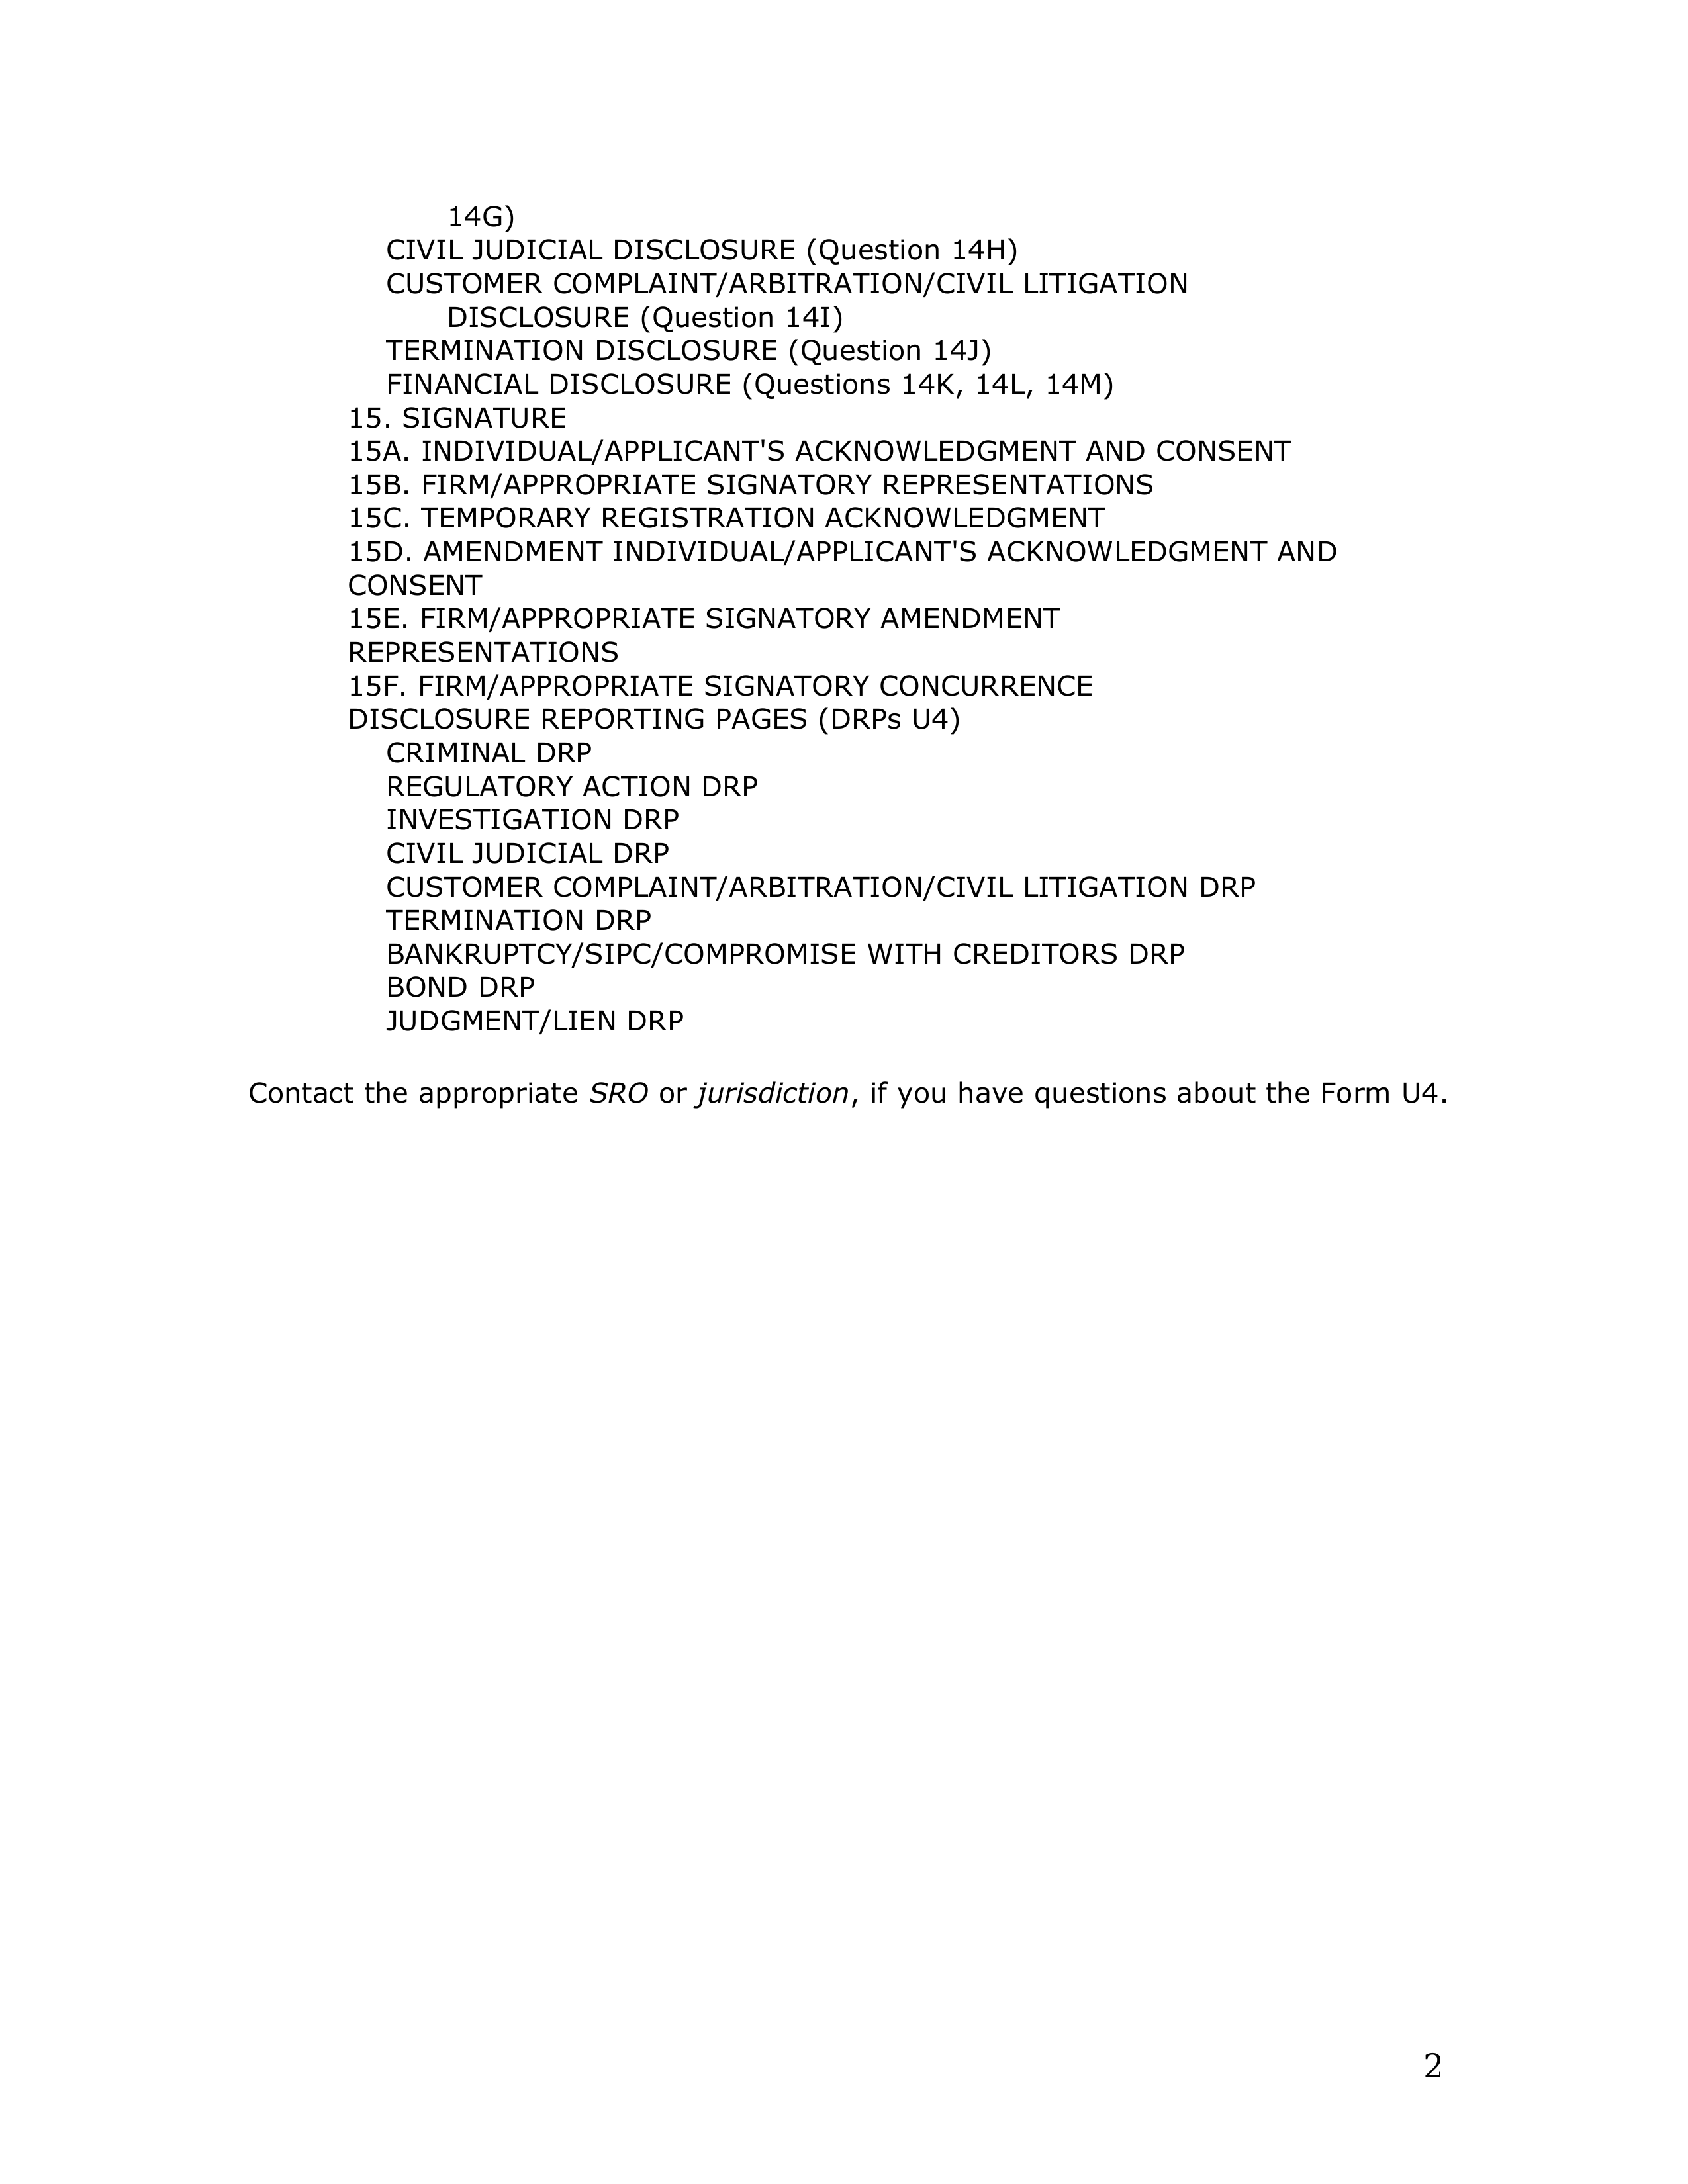 14G)
CIVIL JUDICIAL DISCLOSURE (Question 14H)
CUSTOMER COMPLAINT/ARBITRATION/CIVIL LITIGATION
DISCLOSURE (Question 14I)
TERMINATION DISCLOSURE (Question 14J)
FINANCIAL DISCLOSURE (Questions 14K, 14L, 14M)
15. SIGNATURE
15A. INDIVIDUAL/APPLICANT'S ACKNOWLEDGMENT AND CONSENT
15B. FIRM/APPROPRIATE SIGNATORY REPRESENTATIONS
15C. TEMPORARY REGISTRATION ACKNOWLEDGMENT
15D. AMENDMENT INDIVIDUAL/APPLICANT'S ACKNOWLEDGMENT AND
CONSENT
15E. FIRM/APPROPRIATE SIGNATORY AMENDMENT
REPRESENTATIONS
15F. FIRM/APPROPRIATE SIGNATORY CONCURRENCE
DISCLOSURE REPORTING PAGES (DRPs U4)
CRIMINAL DRP
REGULATORY ACTION DRP
INVESTIGATION DRP
CIVIL JUDICIAL DRP
CUSTOMER COMPLAINT/ARBITRATION/CIVIL LITIGATION DRP
TERMINATION DRP
BANKRUPTCY/SIPC/COMPROMISE WITH CREDITORS DRP
BOND DRP
JUDGMENT/LIEN DRP
Contact the appropriate SRO or jurisdiction, if you have questions about the Form U4.
2